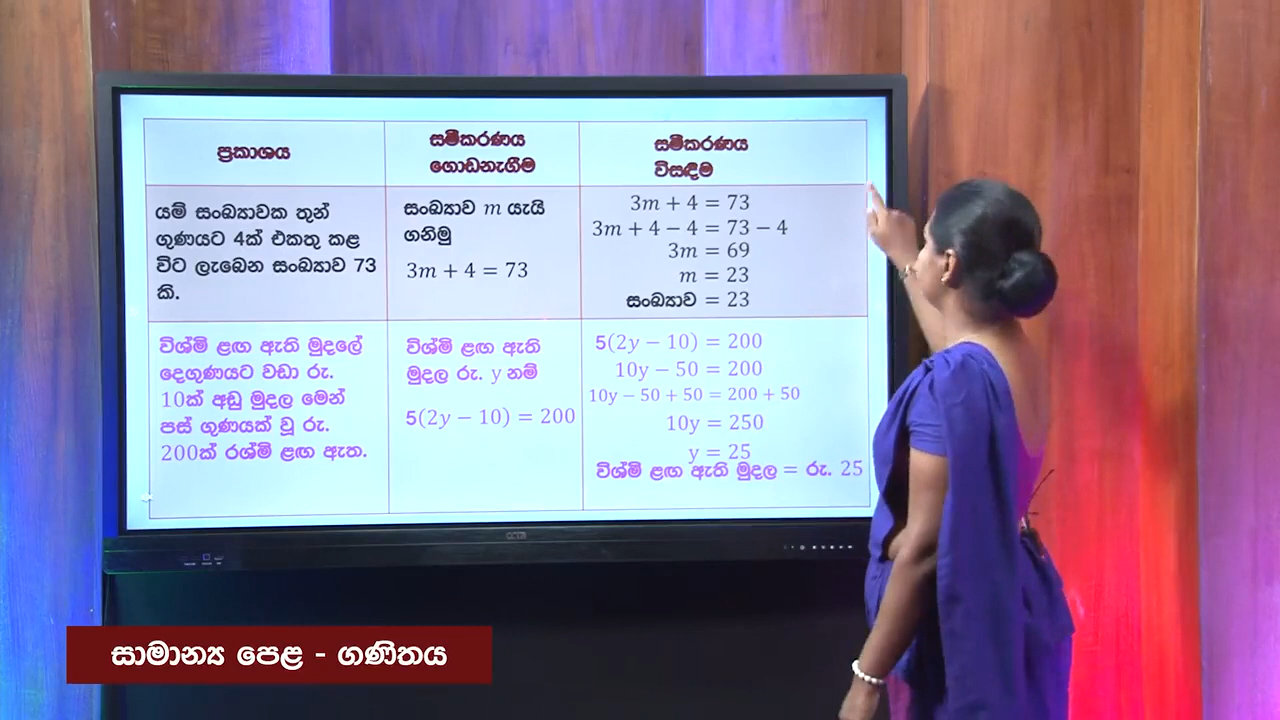 ප්‍රකාශය
සමීකරණය
ගොඩනැගීම
සමීකරණය
විසඳීම
යම් සංඛ්‍යාවක තුන්
ගුණයට 4ක් එකතු කළ
විට ලැබෙන සංඛ්‍යාව 73
කි.
සංඛ්‍යාව m යැයි
ගනිමු
3m + 4 = 73
3m + 4 = 73
3m + 4 − 4 = 73 − 4
3m = 69
m = 23
සංඛ්‍යාව = 23
විශ්මි ළඟ ඇති මුදලේ
දෙගුණයට වඩා රු.
10ක් අඩු මුදල මෙන්
පස් ගුණයක් වූ රු.
200ක් රශ්මි ළඟ ඇත.
විශ්මි ළඟ ඇති
මුදල රු. y නම්
5(2y − 10) = 200
5(2y − 10) = 200
10y − 50 = 200
10y − 50 + 50 = 200 + 50
10y = 250
y = 25
විශ්මි ළඟ ඇති මුදල = රු. 25
සාමාන්‍ය පෙළ - ගණිතය